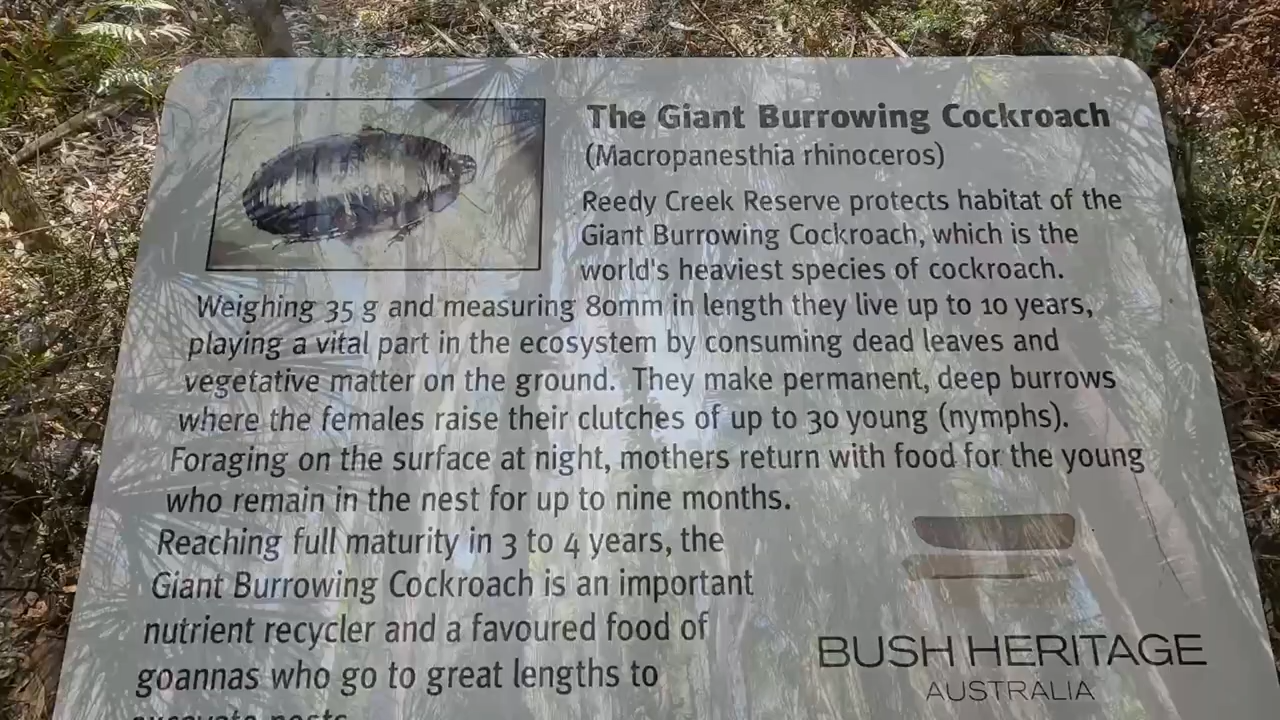 The Giant Burrowing Cockroach
(Macropanesthia rhinoceros)
Reedy Creek Reserve protects habitat of the
Giant Burrowing Cockroach, which is the
world's heaviest species of cockroach.
Weighing 35 g and measuring 80mm in length they live up to 10 years,
playing a vital part in the ecosystem by consuming dead leaves and
vegetative matter on the ground. They make permanent, deep burrows
where the females raise their clutches of up to 30 young (nymphs).
Foraging on the surface at night, mothers return with food for the young
who remain in the nest for up to nine months.
Reaching full maturity in 3 to 4 years, the
Giant Burrowing Cockroach is an important
nutrient recycler and a favoured food of
goannas who go to great lengths to
BUSH HERITAGE
AUSTRALIA